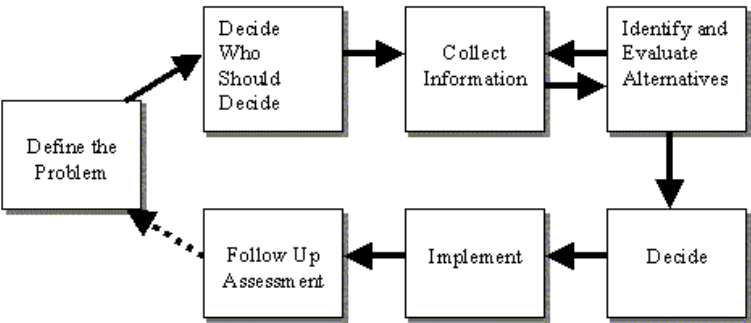 Decide
Who
Should
Decide
Collect
Information
Identify and
Evaluate
Alternatives
Define the
Problem
Follow Up
Assessment
Implement
Decide